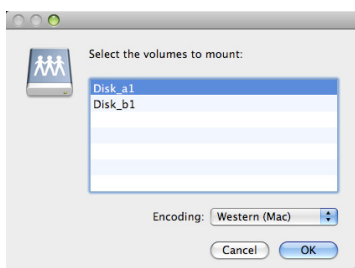 Select the volumes to mount:
Disk_a1
Disk_b1
Encoding: Western (Mac)
Cancel OK